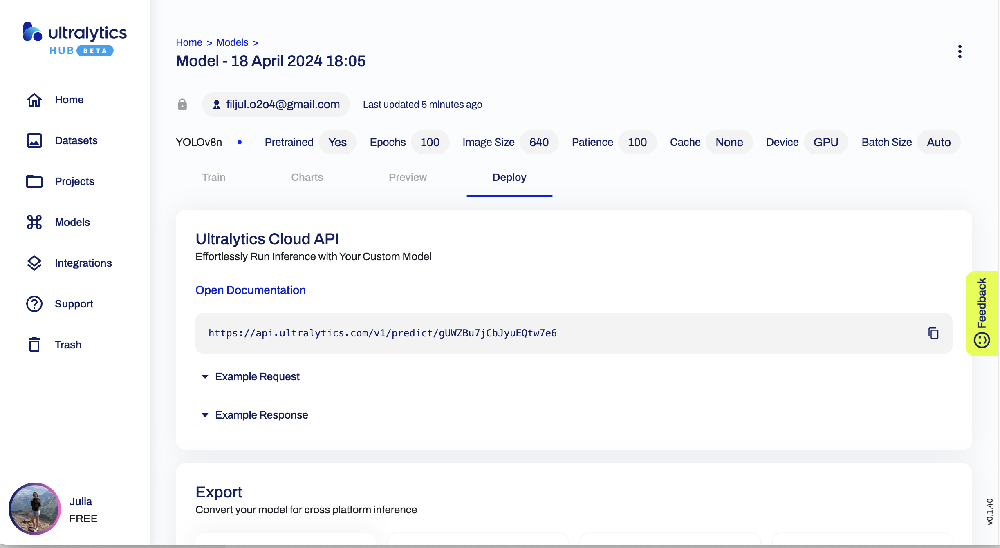 ultralytics
HUB BETA
Home
Datasets
Projects
Models
Integrations
Support
Trash
Julia
FREE
Home > Models >
Model - 18 April 2024 18:05
filjul.o2o4@gmail.com Last updated 5 minutes ago
YOLOv8n Pretrained Yes Epochs 100 Image Size 640 Patience 100 Cache None Device GPU Batch Size Auto
Train Charts Preview Deploy
Ultralytics Cloud API
Effortlessly Run Inference with Your Custom Model
Open Documentation
https://api.ultralytics.com/v1/predict/gUWZBu7jCbJyuEQtw7e6
Example Request
Example Response
Export
Convert your model for cross platform inference
Feedback
v0.1.40